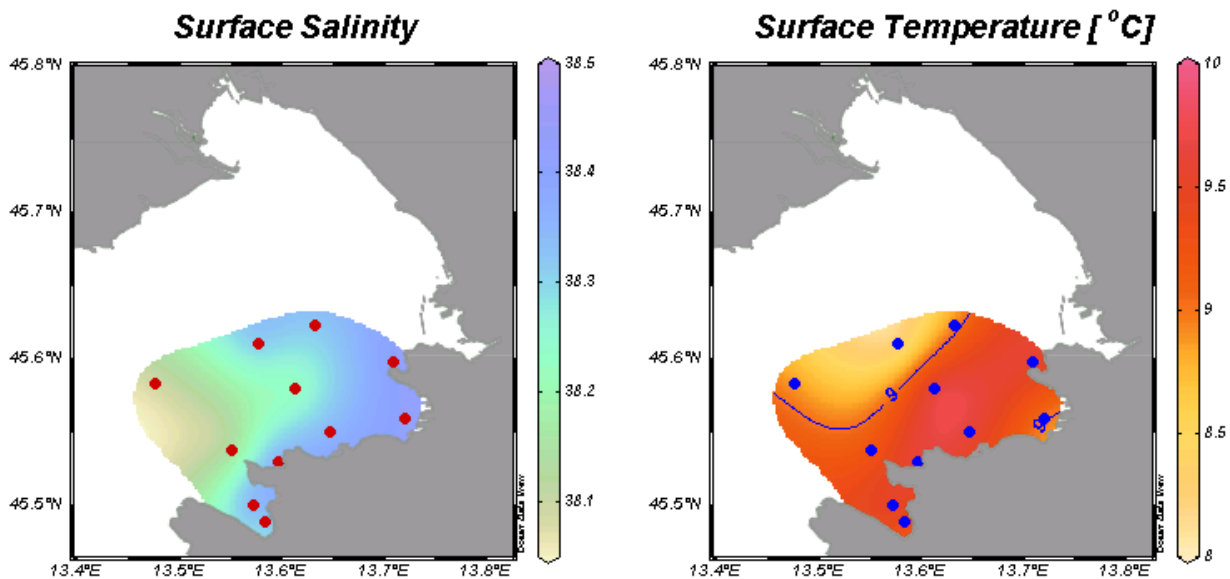 Surface Salinity
45.8°N
45.7°N
45.6°N
45.5°N
13.4°E 13.5°E 13.6°E 13.7°E 13.8°E
38.5
38.4
38.3
38.2
38.1
Ocean Data View
Surface Temperature [ °C]
45.8°N
45.7°N
45.6°N
45.5°N
13.4°E 13.5°E 13.6°E 13.7°E 13.8°E
9
9
10
9.5
9
8.5
8
Ocean Data View